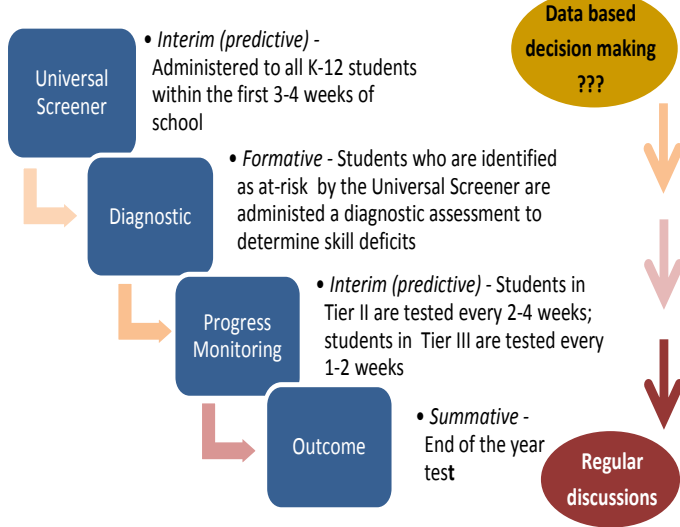 Universal
Screener
• Interim (predictive) -
Administered to all K-12 students
within the first 3-4 weeks of
school
Data based
decision making
???
Diagnostic
• Formative - Students who are identified
as at-risk by the Universal Screener are
administed a diagnostic assessment to
determine skill deficits
Progress
Monitoring
• Interim (predictive) - Students in
Tier II are tested every 2-4 weeks;
students in Tier III are tested every
1-2 weeks
Outcome
• Summative -
End of the year
test
Regular
discussions